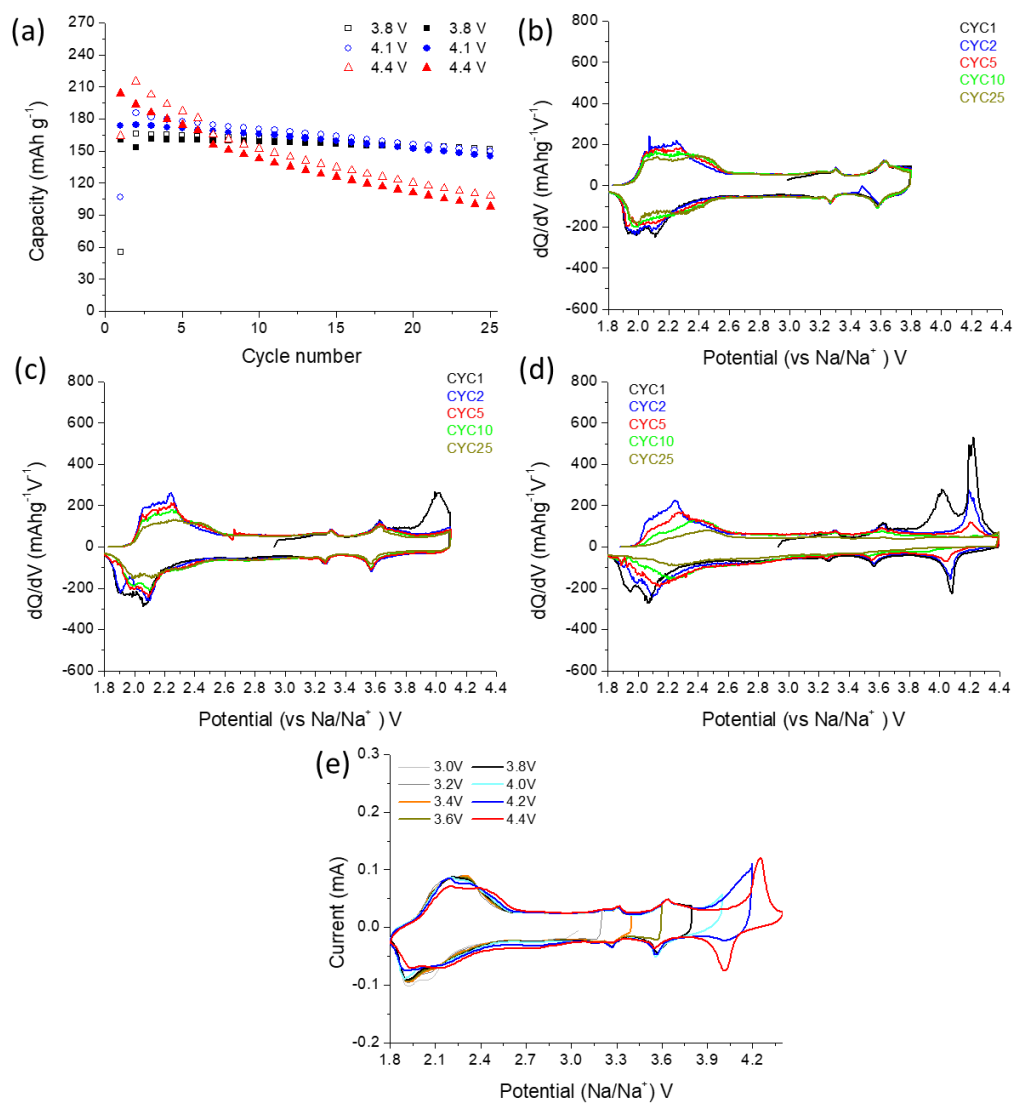 (a)
270
240
210
180
150
120
90
60
30
0
0 5 10 15 20 25
Capacity (mAh g⁻¹)
Cycle number
3.8 V 3.8 V
4.1 V 4.1 V
4.4 V 4.4 V
(b)
800
600
400
200
0
-200
-400
-600
1.8 2.0 2.2 2.4 2.6 2.8 3.0 3.2 3.4 3.6 3.8 4.0 4.2 4.4
dQ/dV (mAhg⁻¹V⁻¹)
Potential (vs Na/Na⁺ ) V
CYC1
CYC2
CYC5
CYC10
CYC25
(c)
800
600
400
200
0
-200
-400
-600
1.8 2.0 2.2 2.4 2.6 2.8 3.0 3.2 3.4 3.6 3.8 4.0 4.2 4.4
dQ/dV (mAhg⁻¹V⁻¹)
Potential (vs Na/Na⁺ ) V
CYC1
CYC2
CYC5
CYC10
CYC25
(d)
800
600
400
200
0
-200
-400
-600
1.8 2.0 2.2 2.4 2.6 2.8 3.0 3.2 3.4 3.6 3.8 4.0 4.2 4.4
dQ/dV (mAhg⁻¹V⁻¹)
Potential (vs Na/Na⁺ ) V
CYC1
CYC2
CYC5
CYC10
CYC25
(e)
0.3
0.2
0.1
0.0
-0.1
-0.2
1.8 2.1 2.4 2.7 3.0 3.3 3.6 3.9 4.2
Current (mA)
Potential (Na/Na⁺) V
3.0V 3.8V
3.2V 4.0V
3.4V 4.2V
3.6V 4.4V